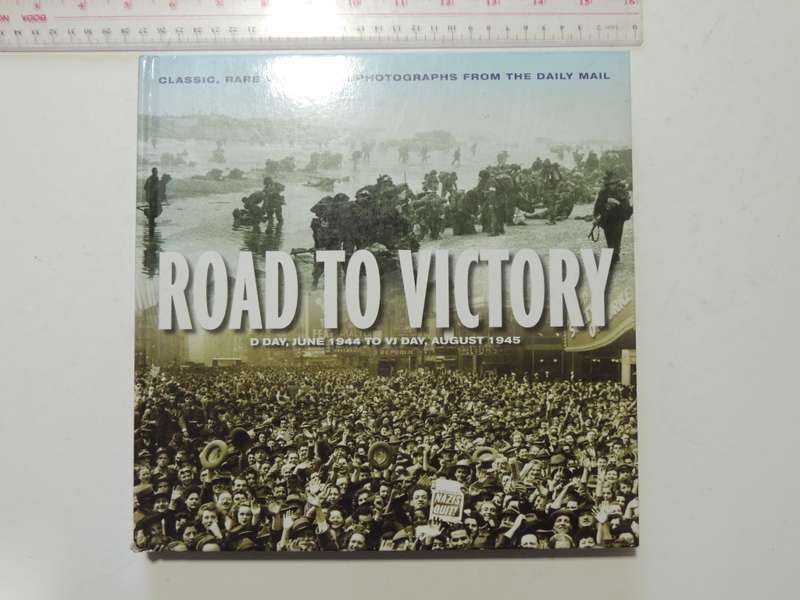 CLASSIC, RARE PHOTOGRAPHS FROM THE DAILY MAIL
ROAD TO VICTORY
D DAY, JUNE 1944 TO VJ DAY, AUGUST 1945
NAZIS
QUIT!